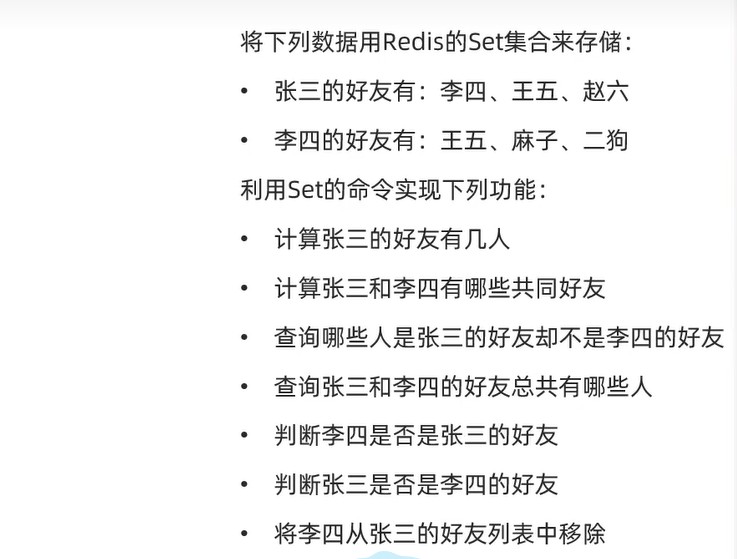 将下列数据用Redis的Set集合来存储：
• 张三的好友有：李四、王五、赵六
• 李四的好友有：王五、麻子、二狗
利用Set的命令实现下列功能：
• 计算张三的好友有几人
• 计算张三和李四有哪些共同好友
• 查询哪些人是张三的好友却不是李四的好友
• 查询张三和李四的好友总共有哪些人
• 判断李四是否是张三的好友
• 判断张三是否是李四的好友
• 将李四从张三的好友列表中移除